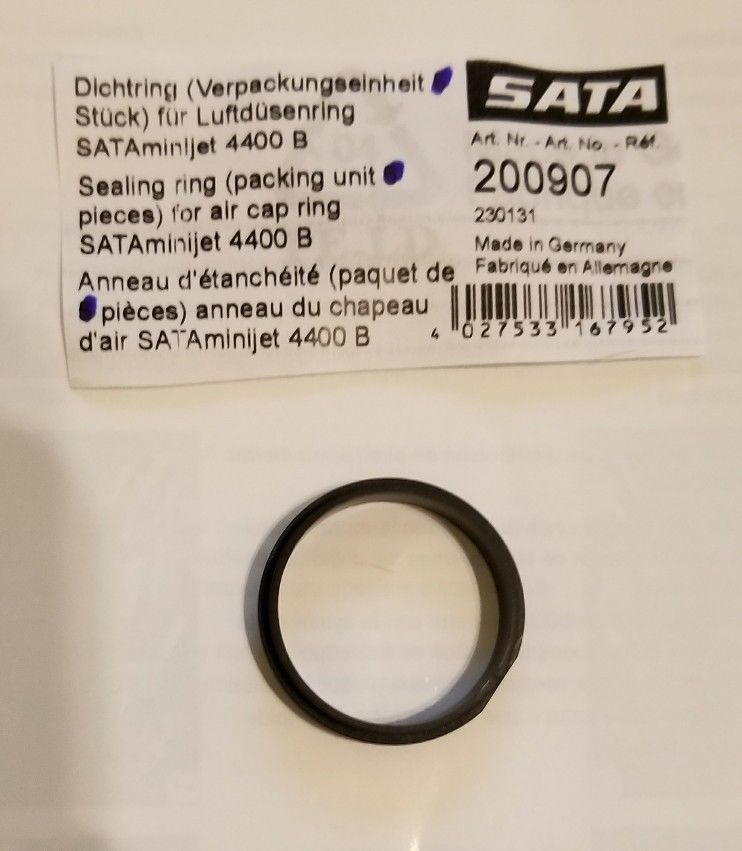 Dichtring (Verpackungseinheit
Stück) für Luftdüsenring
SATAminijet 4400 B
Sealing ring (packing unit
pieces) for air cap ring
SATAminijet 4400 B
Anneau d'étanchéité (paquet de
pièces) anneau du chapeau
d'air SATAminijet 4400 B
SATA
Art. Nr. - Art. No. - Réf.
200907
230131
Made in Germany
Fabriqué en Allemagne
4 027533 167952